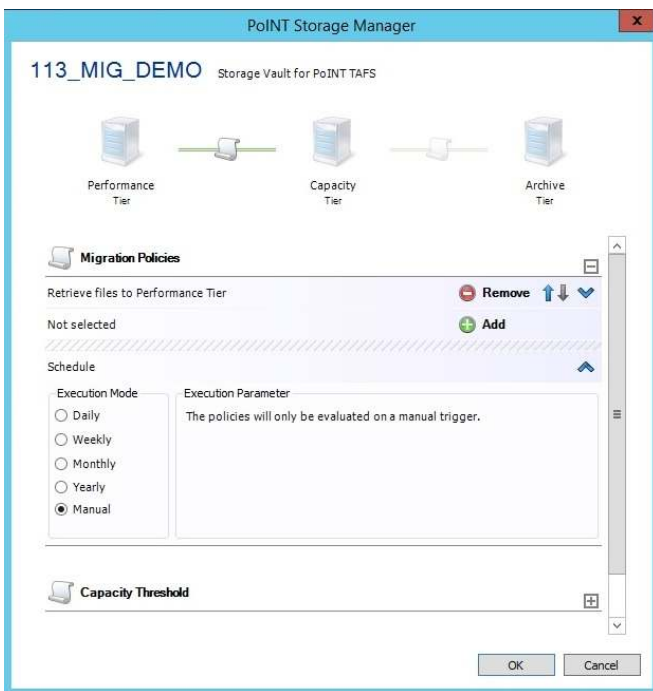 PoINT Storage Manager
x
113_MIG_DEMO Storage Vault for PoINT TAFS
Performance Tier
Capacity Tier
Archive Tier
Migration Policies
Retrieve files to Performance Tier Remove
Not selected Add
Schedule
Execution Mode
Daily
Weekly
Monthly
Yearly
Manual
Execution Parameter
The policies will only be evaluated on a manual trigger.
Capacity Threshold
OK Cancel